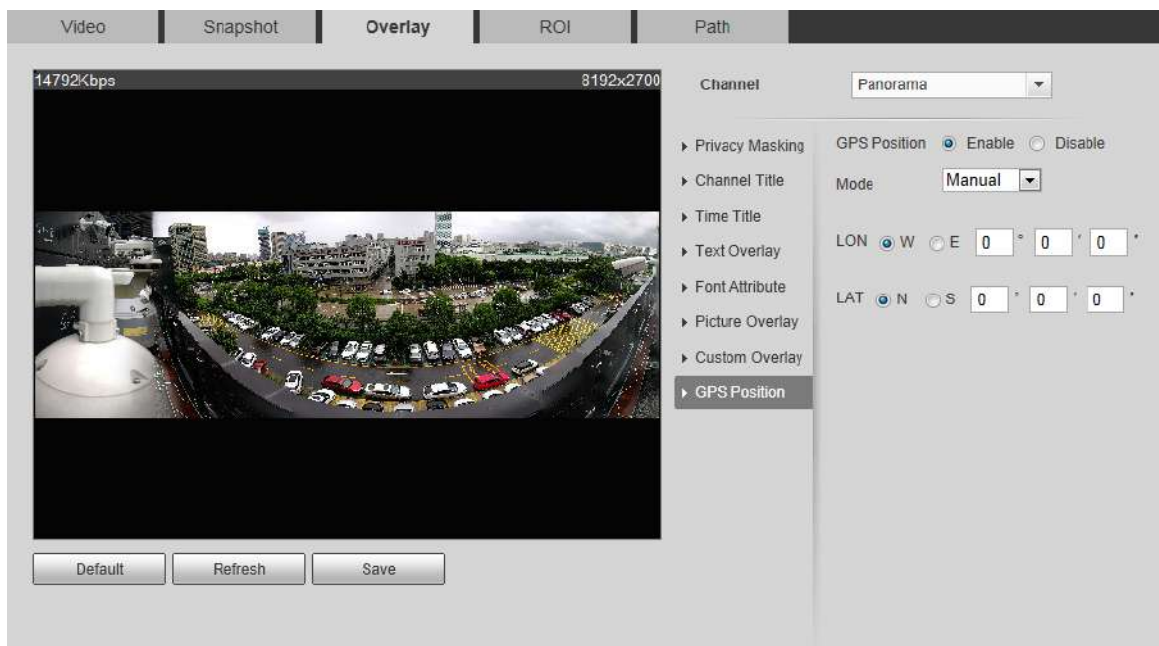 Video Snapshot Overlay ROI Path
14792Kbps 8192x2700
Channel Panorama
Privacy Masking
Channel Title
Time Title
Text Overlay
Font Attribute
Picture Overlay
Custom Overlay
GPS Position
GPS Position Enable Disable
Mode Manual
LON W E 0 ° 0 ' 0 "
LAT N S 0 ° 0 ' 0 "
Default Refresh Save